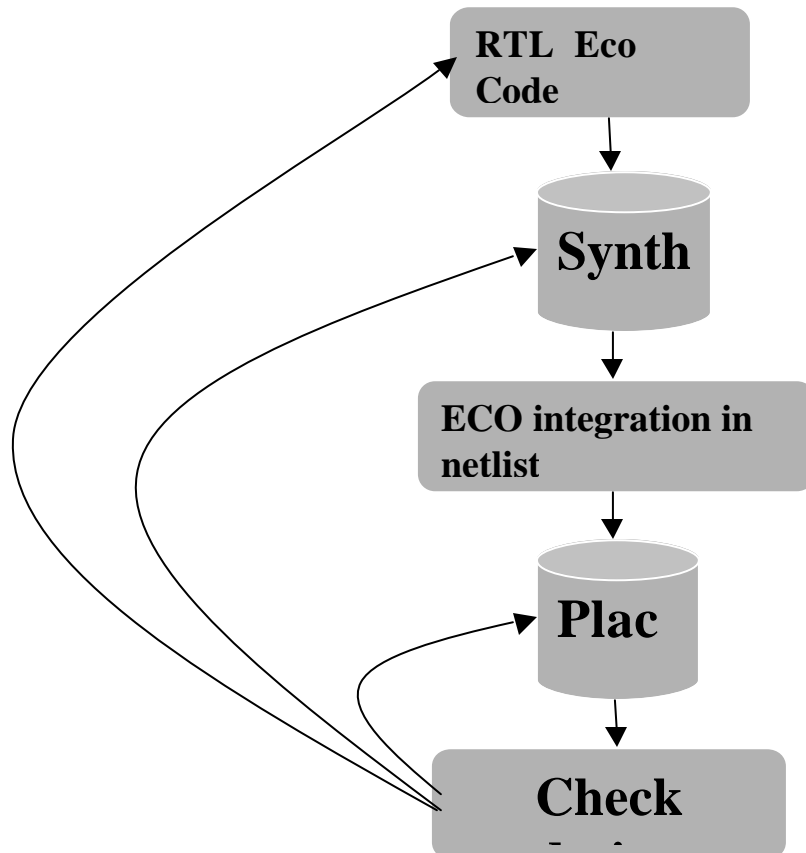 RTL Eco
Code
Synth
ECO integration in
netlist
Plac
Check